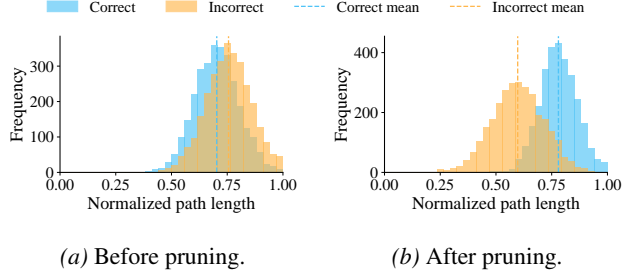 Correct Incorrect Correct mean Incorrect mean
Frequency
300
200
100
0
0.00 0.25 0.50 0.75 1.00
Normalized path length
(a) Before pruning.
Frequency
400
200
0
0.00 0.25 0.50 0.75 1.00
Normalized path length
(b) After pruning.